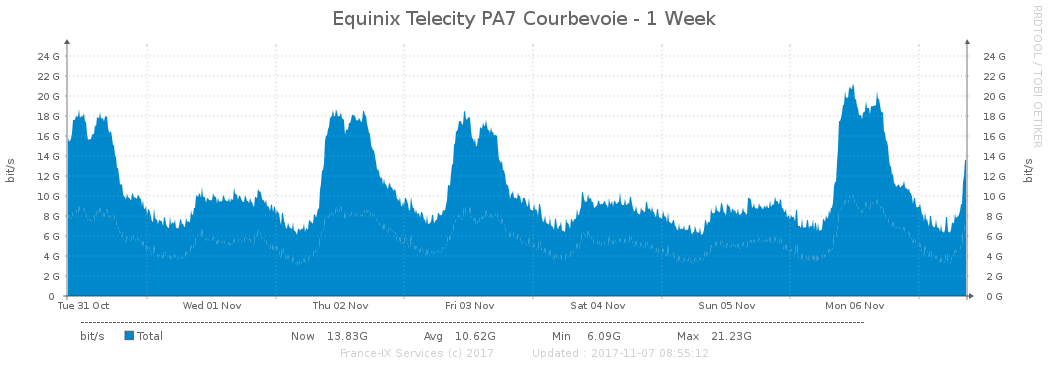 Equinix Telecity PA7 Courbevoie - 1 Week
RRDTOOL / TOBI OETIKER
24 G 24 G
22 G 22 G
20 G 20 G
18 G 18 G
16 G 16 G
14 G 14 G
12 G 12 G
10 G 10 G
8 G 8 G
6 G 6 G
4 G 4 G
2 G 2 G
0 0 G
bit/s
bit/s
Tue 31 Oct Wed 01 Nov Thu 02 Nov Fri 03 Nov Sat 04 Nov Sun 05 Nov Mon 06 Nov
bit/s Total Now 13.83G Avg 10.62G Min 6.09G Max 21.23G
France-IX Services (c) 2017 Updated : 2017-11-07 08:55:12